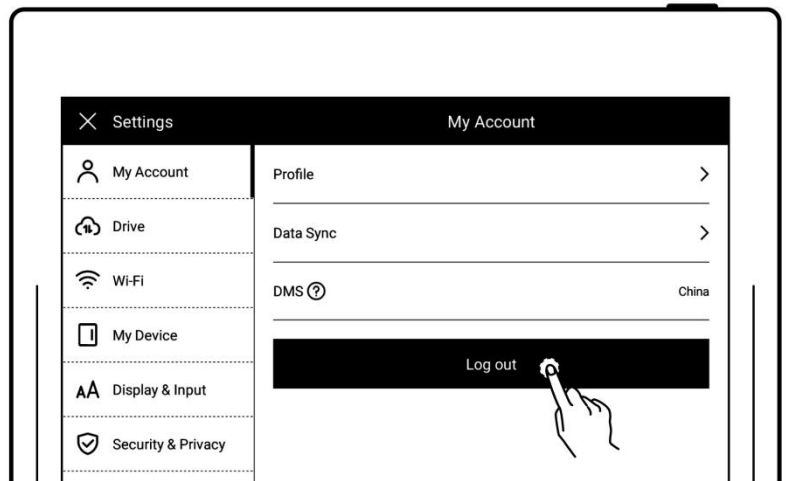 Settings
My Account
My Account
Profile
Drive
Data Sync
Wi-Fi
DMS ?
China
My Device
Log out
AA Display & Input
Security & Privacy